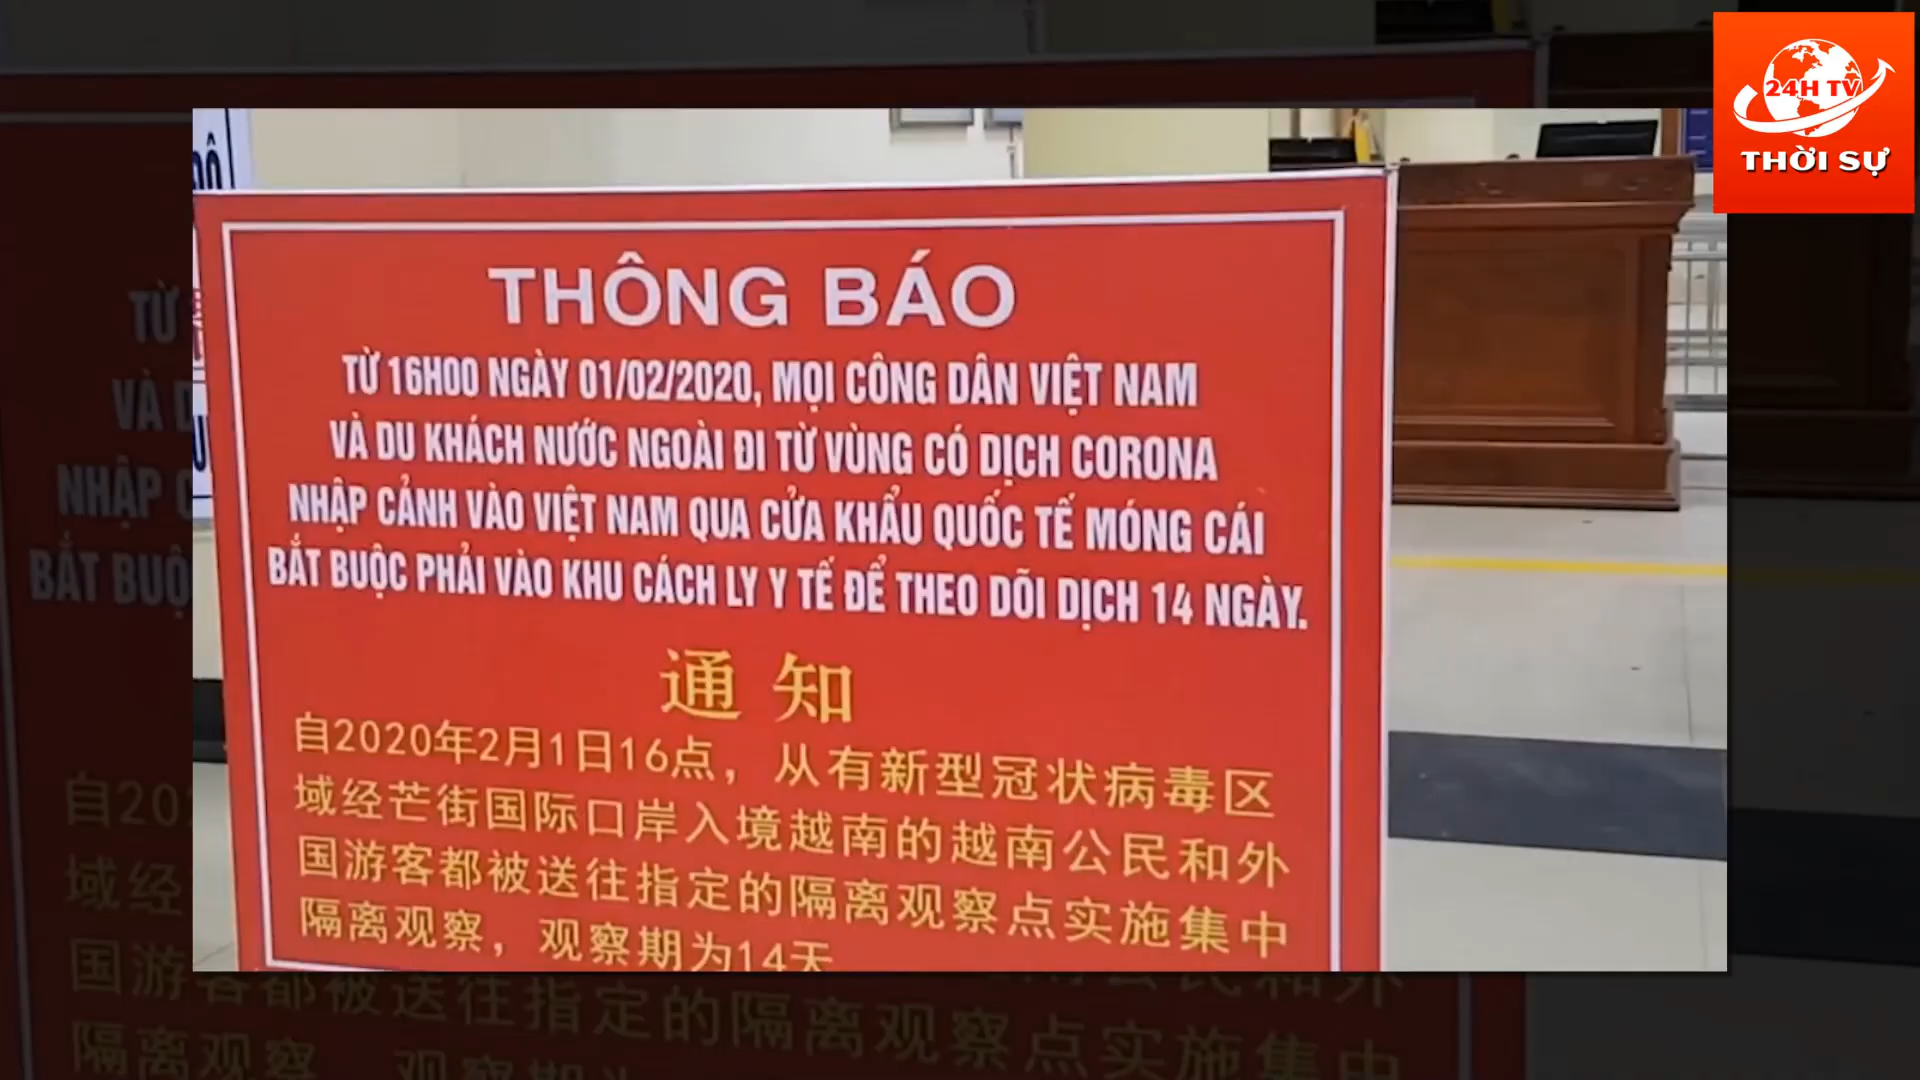 24H TV
THỜI SỰ
THÔNG BÁO
TỪ 16H00 NGÀY 01/02/2020, MỌI CÔNG DÂN VIỆT NAM
VÀ DU KHÁCH NƯỚC NGOÀI ĐI TỪ VÙNG CÓ DỊCH CORONA
NHẬP CẢNH VÀO VIỆT NAM QUA CỬA KHẨU QUỐC TẾ MÓNG CÁI
BẮT BUỘC PHẢI VÀO KHU CÁCH LY Y TẾ ĐỂ THEO DÕI DỊCH 14 NGÀY.
通知
自2020年2月1日16点，从有新型冠状病毒区
域经芒街国际口岸入境越南的越南公民和外
国游客都被送往指定的隔离观察点实施集中
隔离观察，观察期为14天